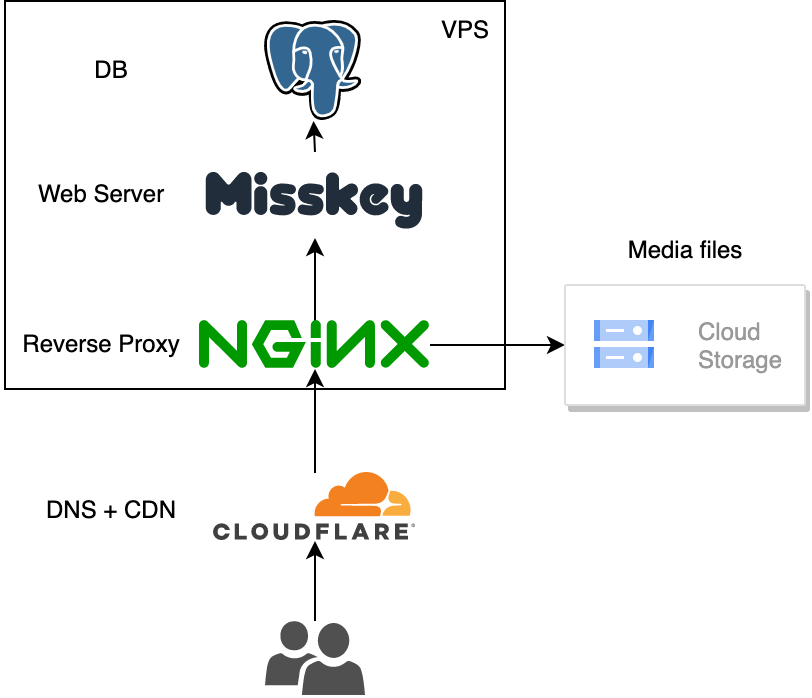 VPS
DB
Web Server
Misskey
Media files
Reverse Proxy
NGiNX
Cloud
Storage
DNS + CDN
CLOUDFLARE®